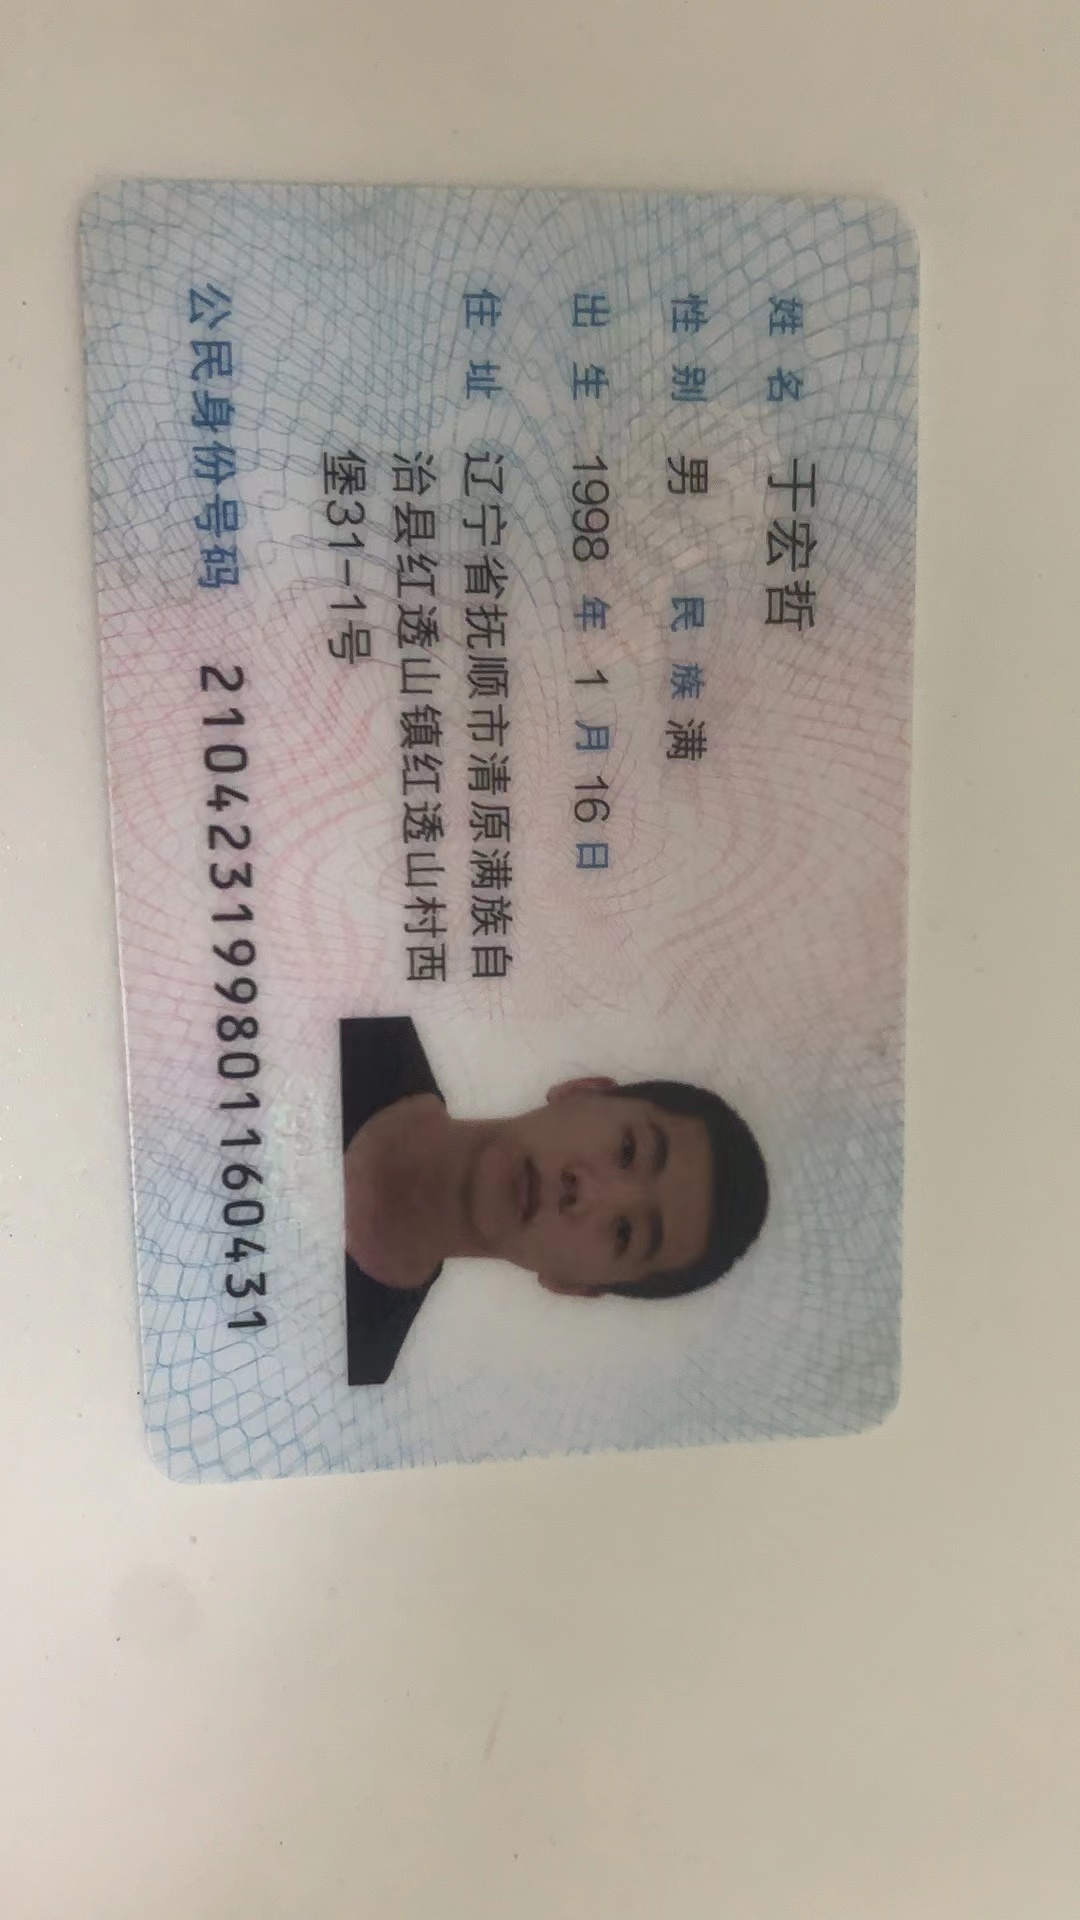 姓名 于宏哲
性别 男 民族 满
出生 1998 年 1 月 16 日
住址 辽宁省抚顺市清原满族自
治县红透山镇红透山村西
堡31-1号
公民身份号码 210423199801160431